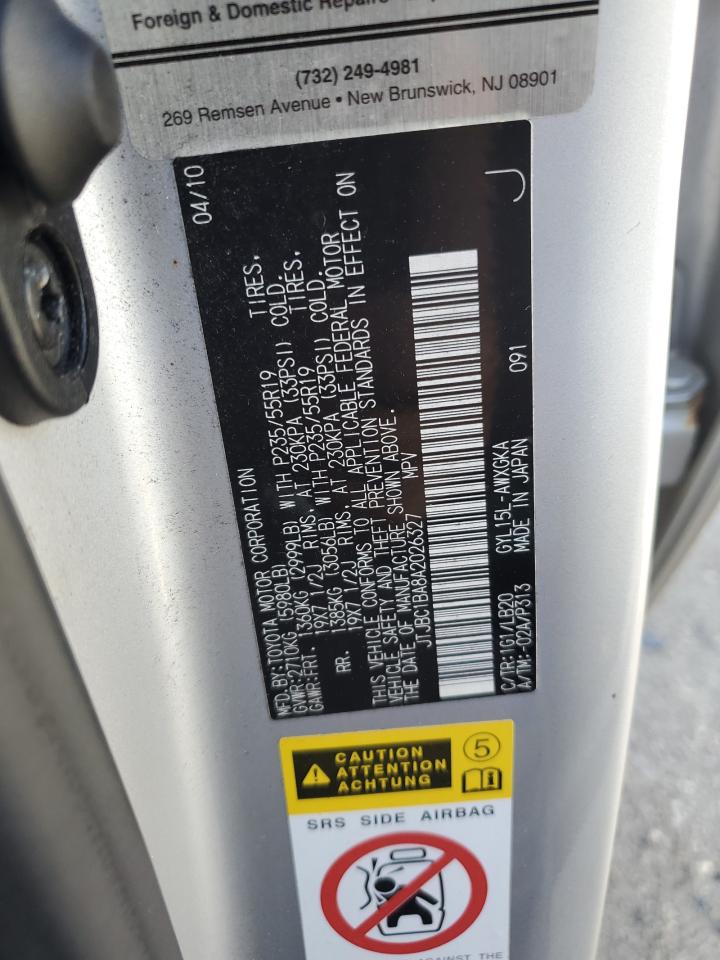 Foreign & Domestic
(732) 249-4981
269 Remsen Avenue • New Brunswick, NJ 08901
MFD.BY:TOYOTA MOTOR CORPORATION 04/10
GVWR:2710KG (5980LB)
GAWR:FRT. 1360KG (2999LB) WITH P235/55R19 TIRES,
19X7 1/2J RIMS, AT 230KPA (33PSI) COLD.
RR. 1385KG (3056LB) WITH P235/55R19 TIRES,
19X7 1/2J RIMS, AT 230KPA (33PSI) COLD.
THIS VEHICLE CONFORMS TO ALL APPLICABLE FEDERAL MOTOR
VEHICLE SAFETY AND THEFT PREVENTION STANDARDS IN EFFECT ON
THE DATE OF MANUFACTURE SHOWN ABOVE.
JTJBC1BA8A2026327 MPV
C/TR:1G1/LB20 GYL15L-AWXGKA 091
A/TM:-02A/P313 MADE IN JAPAN
J
CAUTION
ATTENTION
ACHTUNG
5
i
SRS SIDE AIRBAG
AGAINST THE